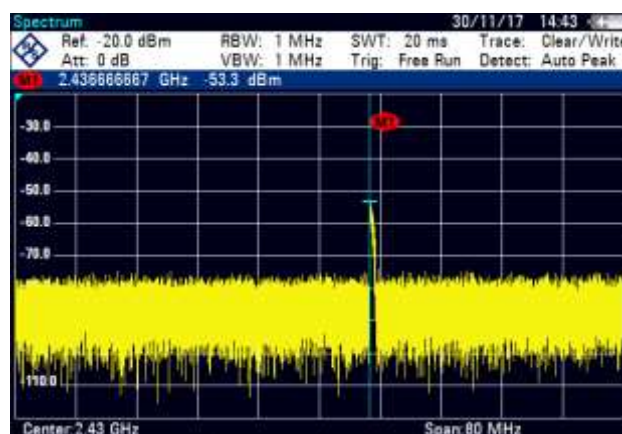 Spectrum 30/11/17 14:43
Ref: -20.0 dBm RBW: 1 MHz SWT: 20 ms Trace: Clear/Write
Att: 0 dB VBW: 1 MHz Trig: Free Run Detect: Auto Peak
M1 2.436666667 GHz -53.3 dBm
M1
-30.0
-40.0
-50.0
-60.0
-70.0
-110.0
Center:2.43 GHz Span:80 MHz